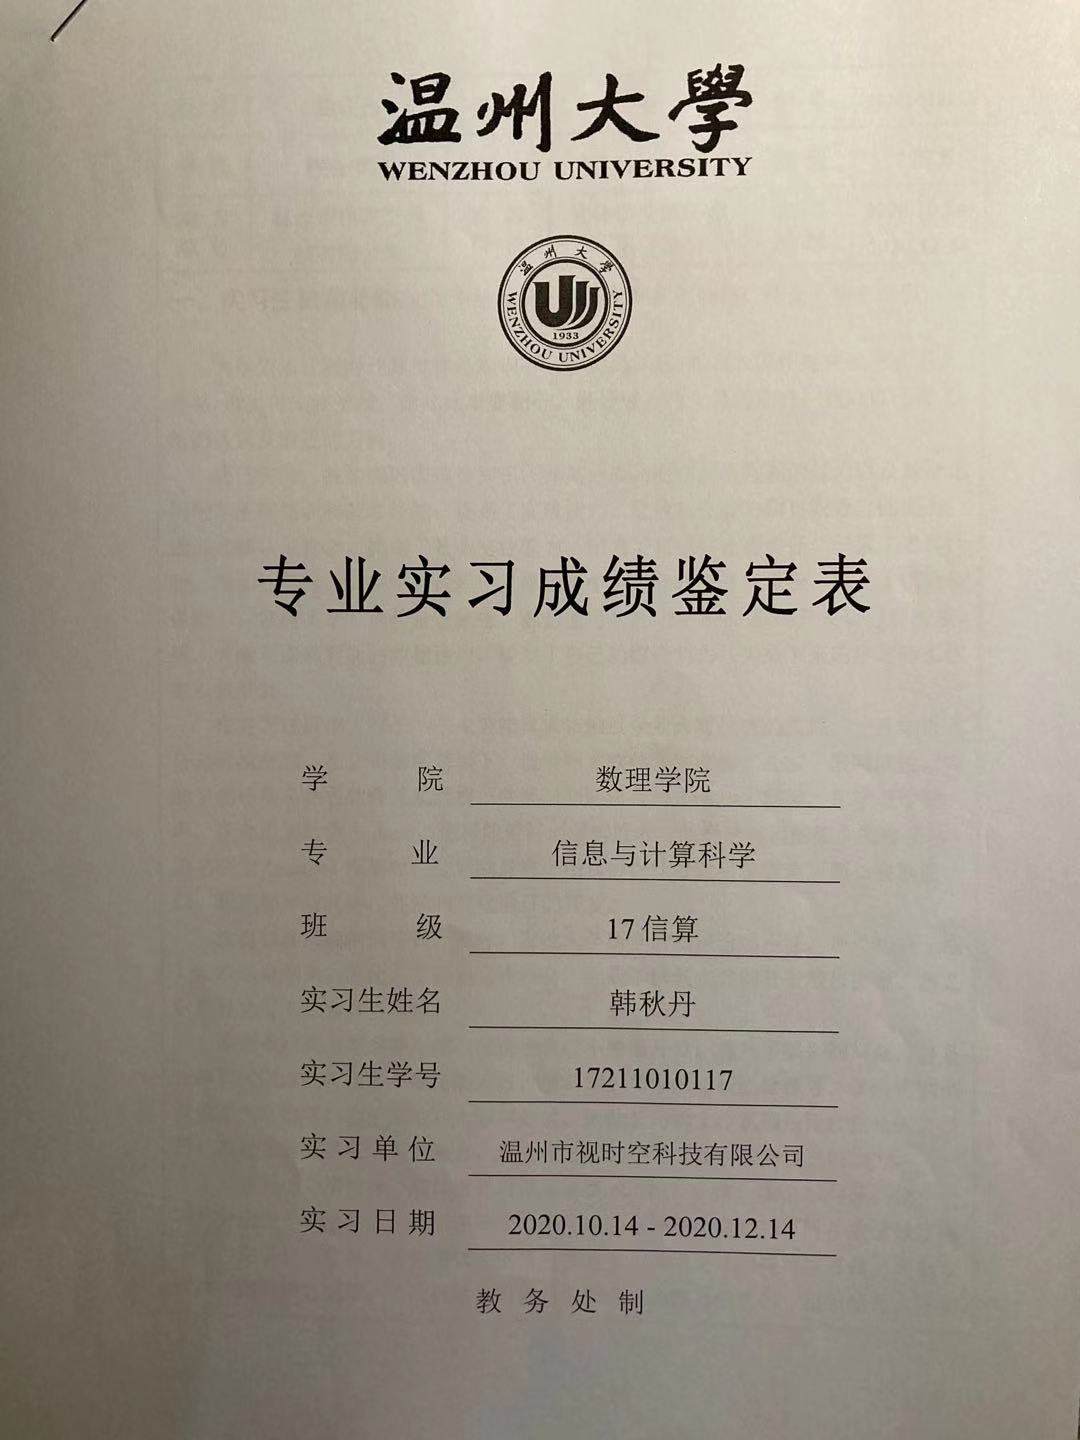 温州大學
WENZHOU UNIVERSITY
温州大學
WENZHOU UNIVERSITY
1933
专业实习成绩鉴定表
学 院 数理学院
专 业 信息与计算科学
班 级 17信算
实习生姓名 韩秋丹
实习生学号 17211010117
实习单位 温州市视时空科技有限公司
实习日期 2020.10.14 - 2020.12.14
教务处制